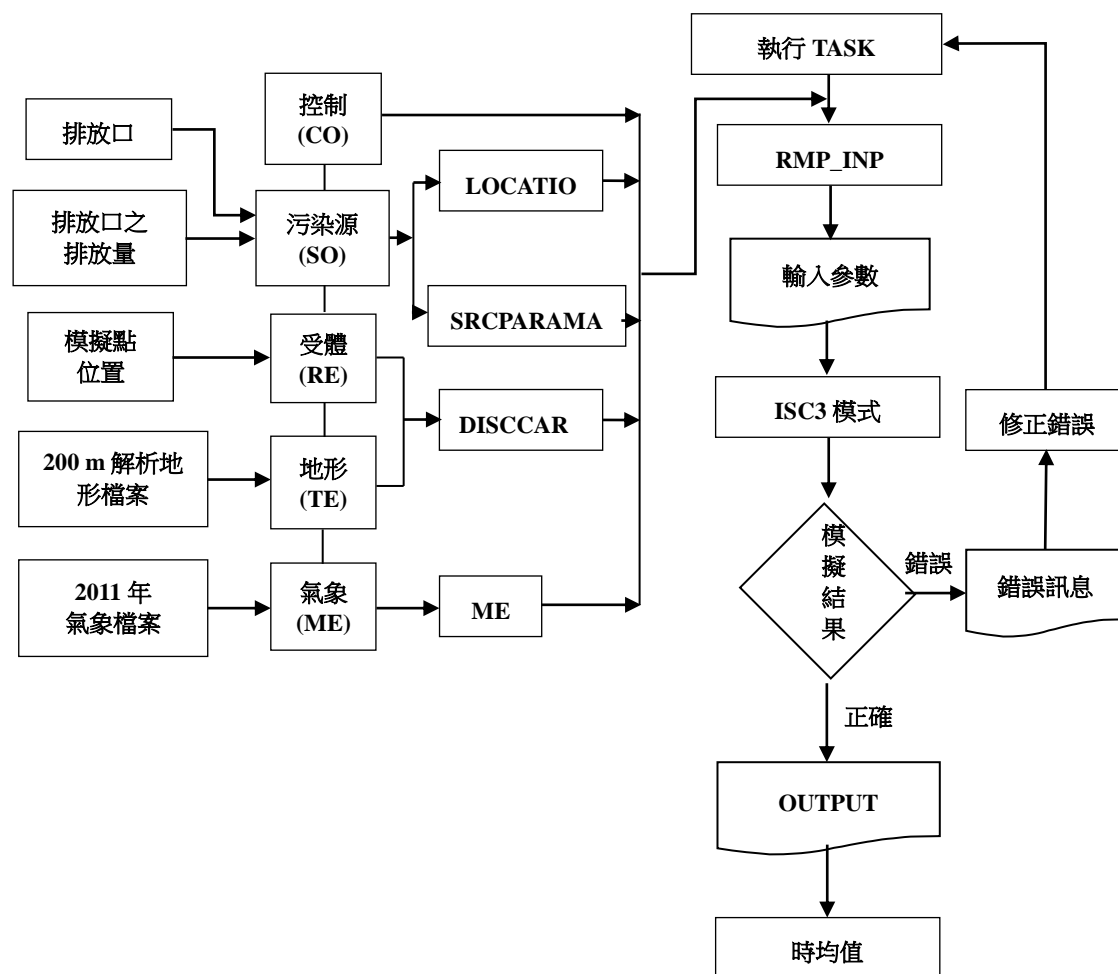 執行 TASK
控制
(CO)
排放口
RMP_INP
LOCATIO
排放口之
排放量
污染源
(SO)
輸入參數
SRCPARAMA
模擬點
位置
受體
(RE)
ISC3 模式
DISCCAR
修正錯誤
200 m 解析地
形檔案
地形
(TE)
模
擬
結
果
錯誤
錯誤訊息
2011 年
氣象檔案
氣象
(ME)
ME
正確
OUTPUT
時均值